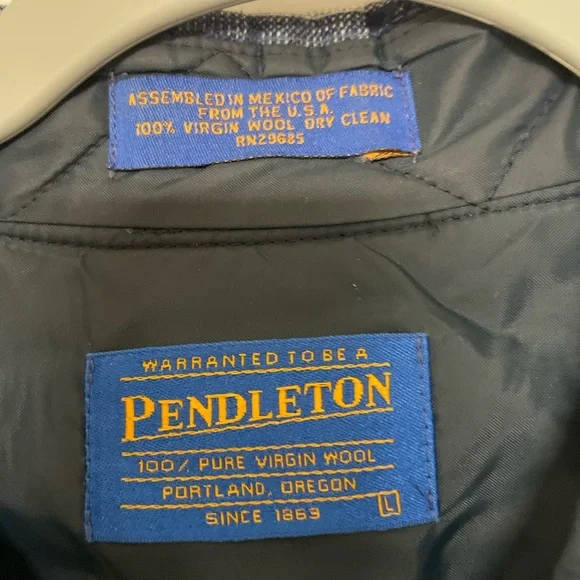 ASSEMBLED IN MEXICO OF FABRIC
FROM THE U.S.A.
100% VIRGIN WOOL DRY CLEAN
RN29685
WARRANTED TO BE A
PENDLETON
100% PURE VIRGIN WOOL
PORTLAND, OREGON
SINCE 1863 L